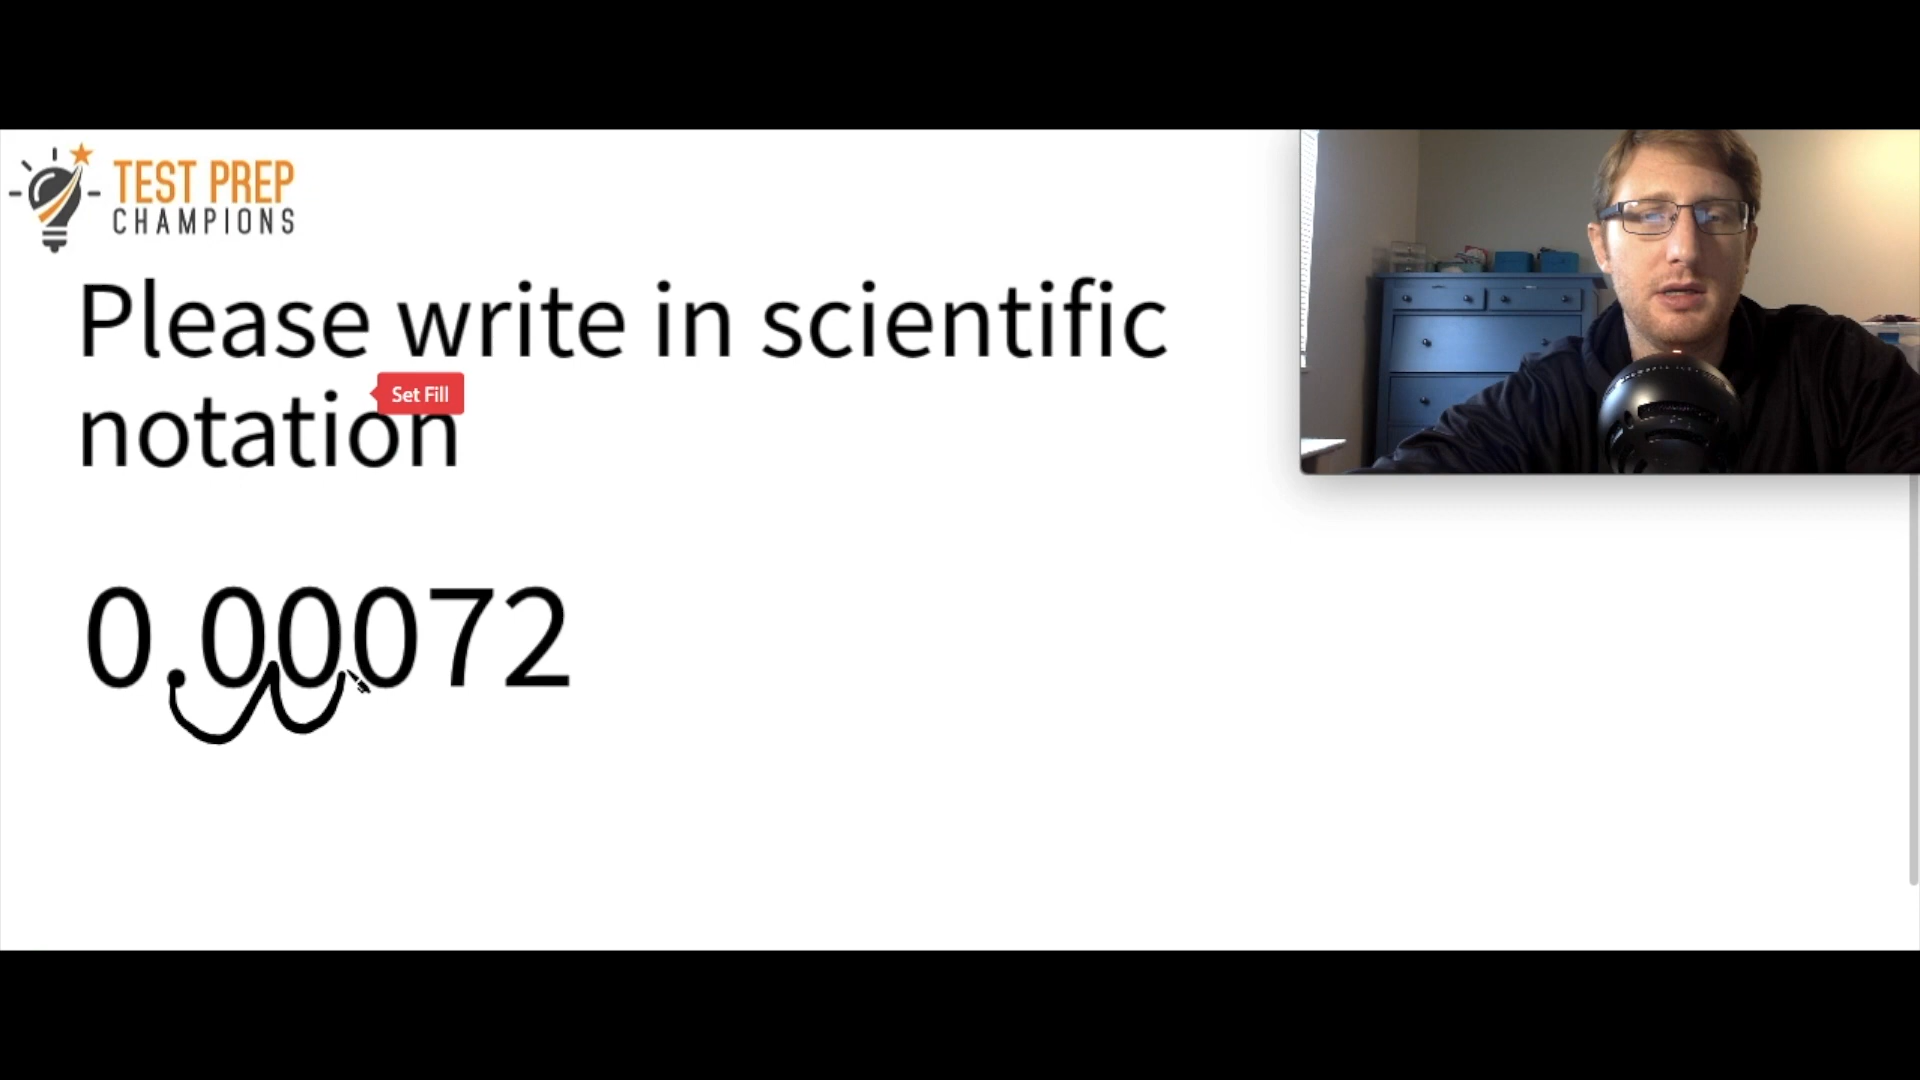 TEST PREP
CHAMPIONS
Please write in scientific
Set Fill
notation
0.00072